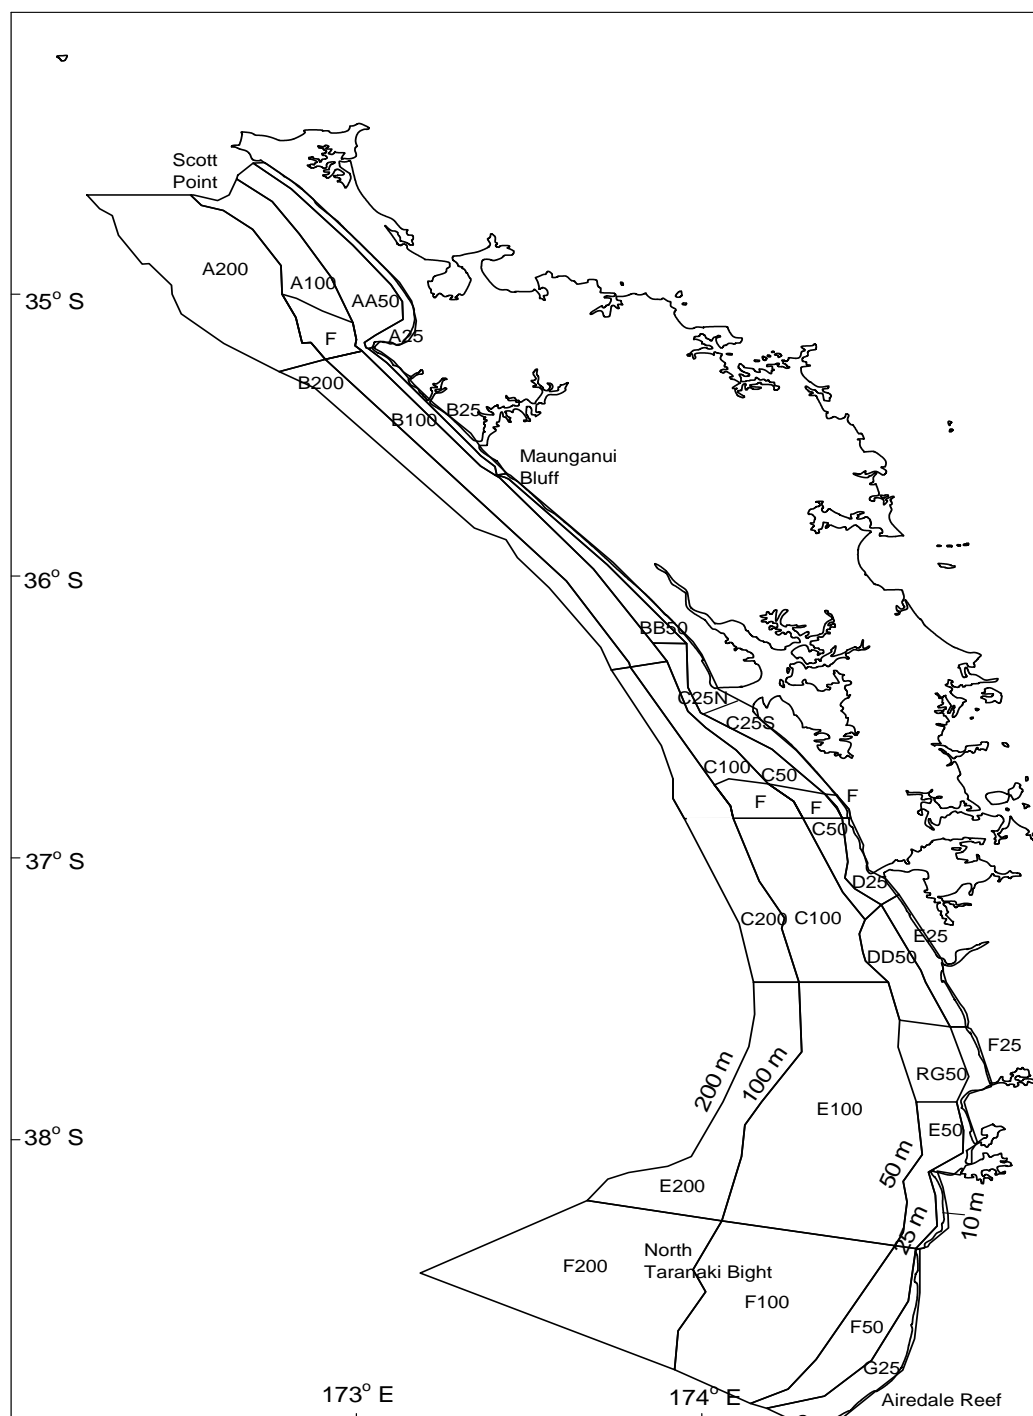 Scott
Point
A200
A100
AA50
35° S
F
A25
B200
B25
B100
Maunganui
Bluff
36° S
BB50
C25N
C25S
C100
C50
F
F
F
C50
37° S
D25
C200
C100
E25
DD50
F25
200 m
100 m
RG50
E100
38° S
E50
50 m
E200
25 m
10 m
North
Taranaki Bight
F200
F100
F50
G25
173° E
174° E
Airedale Reef